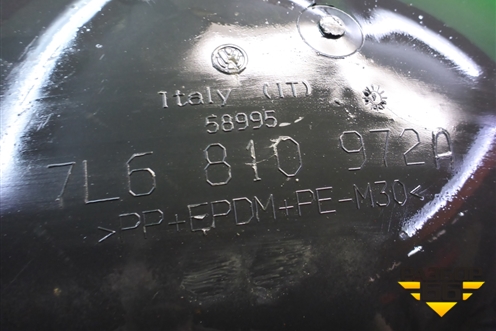 Italy (IT)
58995
7L6 810 972A
>PP+EPDM+PE-M30<